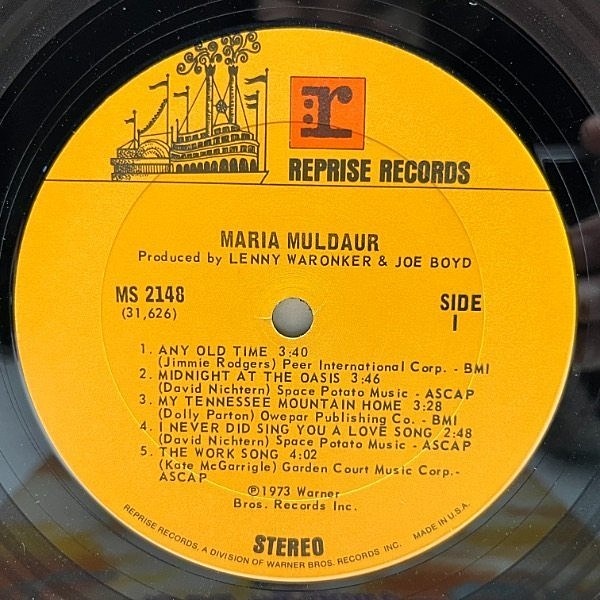 r
REPRISE RECORDS
MARIA MULDAUR
Produced by LENNY WARONKER & JOE BOYD
MS 2148
(31,626)
SIDE
1
1. ANY OLD TIME 3:40
(Jimmie Rodgers) Peer International Corp. - BMI
2. MIDNIGHT AT THE OASIS 3:46
(David Nichtern) Space Potato Music - ASCAP
3. MY TENNESSEE MOUNTAIN HOME 3:28
(Dolly Parton) Owepar Publishing Co. - BMI
4. I NEVER DID SING YOU A LOVE SONG 2:48
(David Nichtern) Space Potato Music - ASCAP
5. THE WORK SONG 4:02
(Kate McGarrigle) Garden Court Music Corp.-
ASCAP
℗1973 Warner
Bros. Records Inc.
STEREO
REPRISE RECORDS, A DIVISION OF WARNER BROS. RECORDS INC. MADE IN U.S.A.